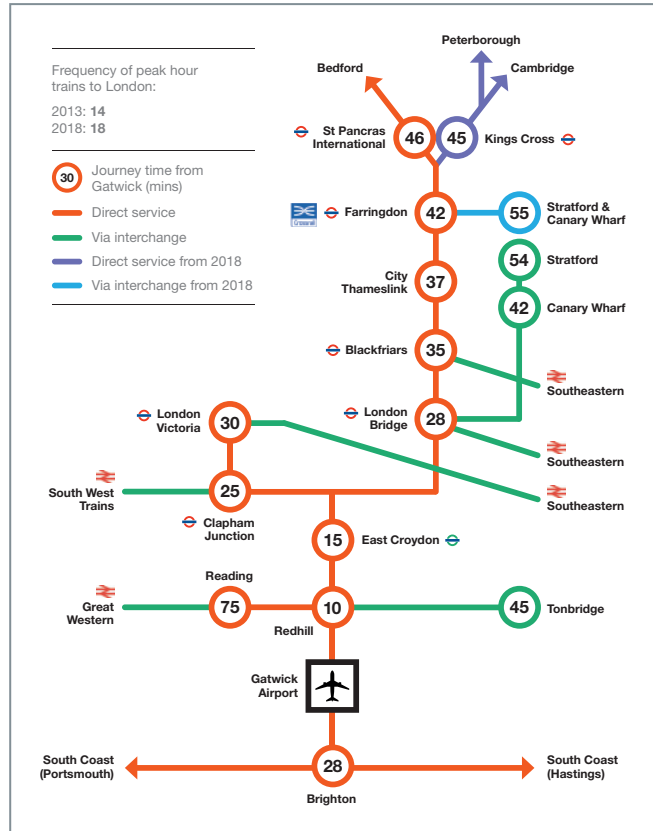 Peterborough
Bedford
Cambridge
Frequency of peak hour
trains to London:
2013: 14
2018: 18
30
Journey time from
Gatwick (mins)
Direct service
Via interchange
Direct service from 2018
Via interchange from 2018
St Pancras
International
46
45
Kings Cross
Crossrail
Farringdon
42
55
Stratford &
Canary Wharf
54
Stratford
City
Thameslink
37
42
Canary Wharf
Blackfriars
35
Southeastern
London
Victoria
30
London
Bridge
28
Southeastern
South West
Trains
25
Southeastern
Clapham
Junction
15
East Croydon
Reading
Great
Western
75
10
45
Tonbridge
Redhill
Gatwick
Airport
South Coast
(Portsmouth)
28
South Coast
(Hastings)
Brighton